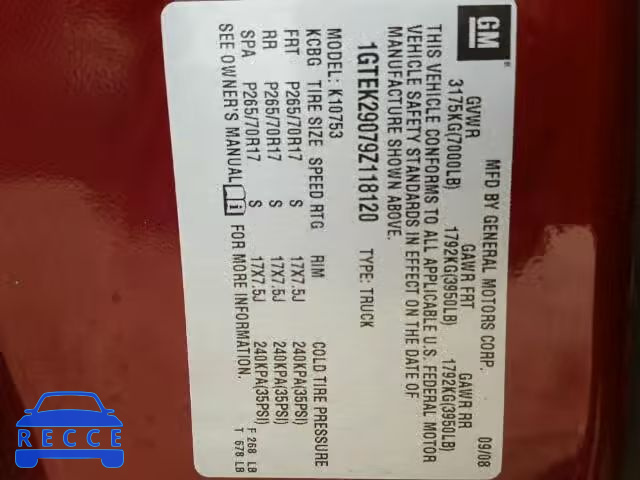 GM
MFD BY GENERAL MOTORS CORP. 09/08
GVWR GAWR FRT GAWR RR
3175KG(7000LB) 1792KG(3950LB) 1792KG(3950LB)
THIS VEHICLE CONFORMS TO ALL APPLICABLE U.S. FEDERAL MOTOR
VEHICLE SAFETY STANDARDS IN EFFECT ON THE DATE OF
MANUFACTURE SHOWN ABOVE.
1GTEK29079Z118120 TYPE: TRUCK
MODEL: K10753
KCBG TIRE SIZE SPEED RTG RIM COLD TIRE PRESSURE
FRT P265/70R17 S 17X7.5J 240KPA(35PSI)
RR P265/70R17 S 17X7.5J 240KPA(35PSI)
SPA P265/70R17 S 17X7.5J 240KPA(35PSI)
SEE OWNER'S MANUAL i FOR MORE INFORMATION.
F 268 LB
T 678 LB
RECCE